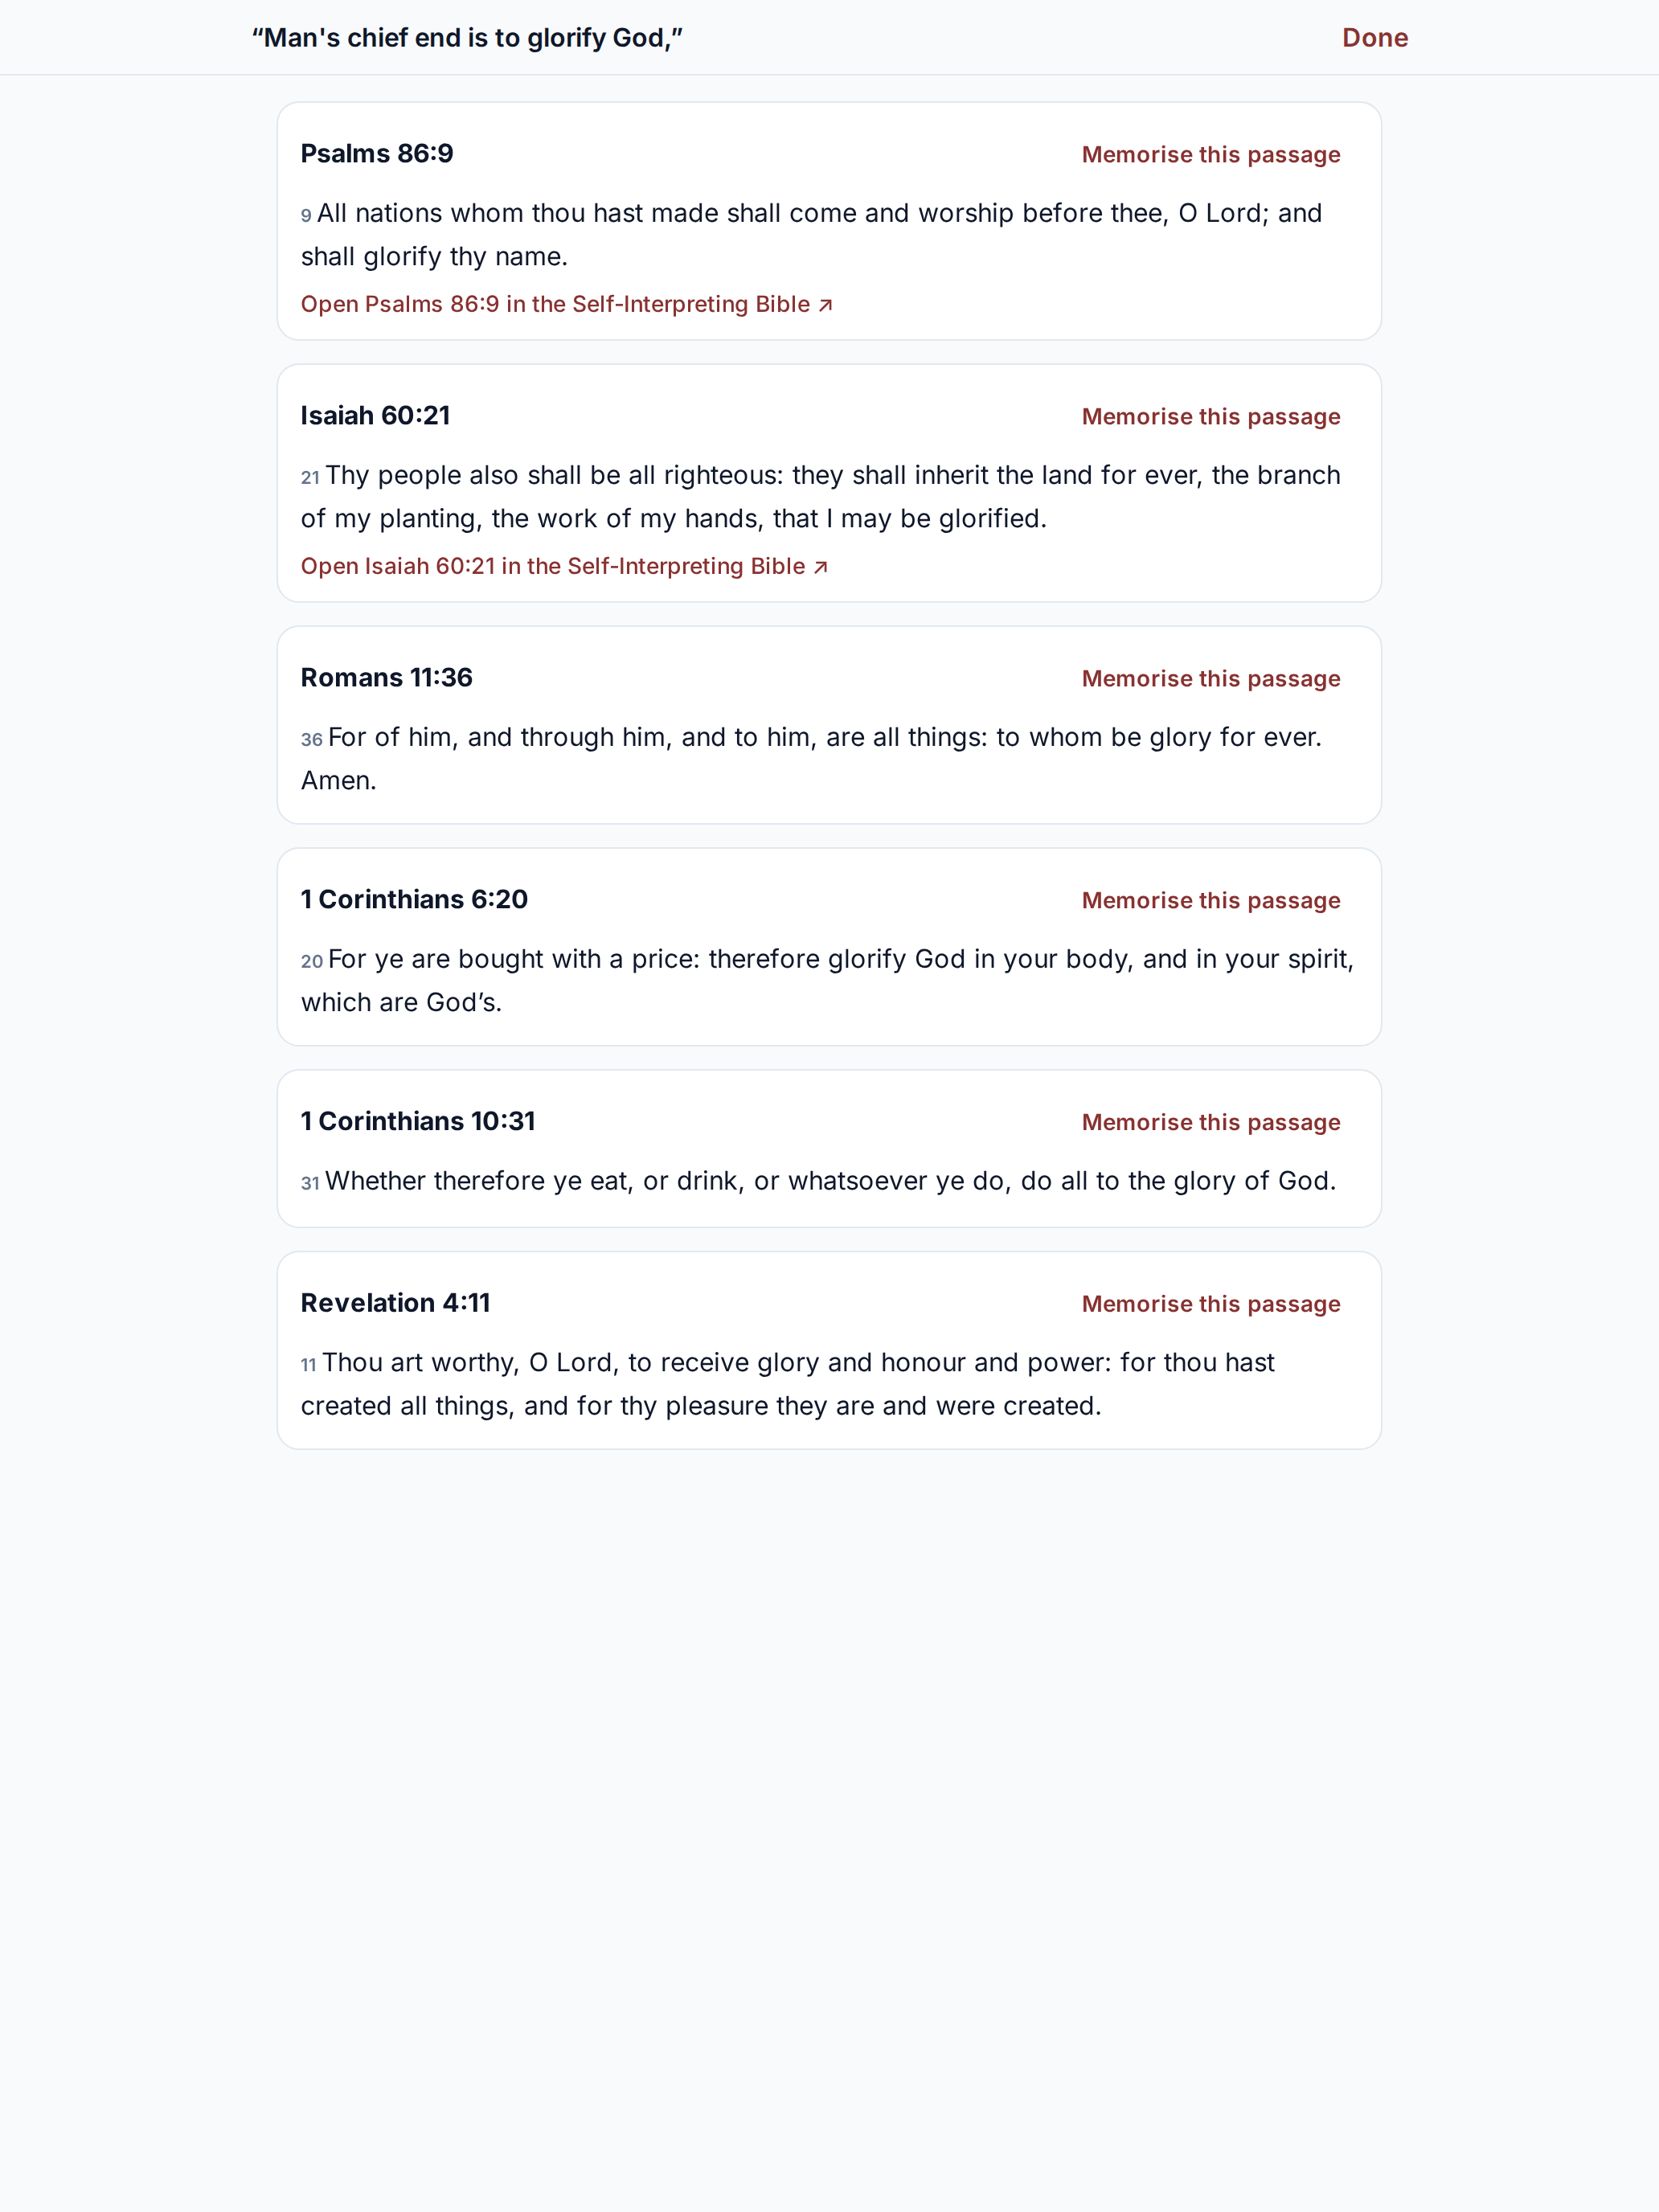 “Man's chief end is to glorify God,”
Done
Psalms 86:9
Memorise this passage
9 All nations whom thou hast made shall come and worship before thee, O Lord; and
shall glorify thy name.
Open Psalms 86:9 in the Self-Interpreting Bible ↗
Isaiah 60:21
Memorise this passage
21 Thy people also shall be all righteous: they shall inherit the land for ever, the branch
of my planting, the work of my hands, that I may be glorified.
Open Isaiah 60:21 in the Self-Interpreting Bible ↗
Romans 11:36
Memorise this passage
36 For of him, and through him, and to him, are all things: to whom be glory for ever.
Amen.
1 Corinthians 6:20
Memorise this passage
20 For ye are bought with a price: therefore glorify God in your body, and in your spirit,
which are God’s.
1 Corinthians 10:31
Memorise this passage
31 Whether therefore ye eat, or drink, or whatsoever ye do, do all to the glory of God.
Revelation 4:11
Memorise this passage
11 Thou art worthy, O Lord, to receive glory and honour and power: for thou hast
created all things, and for thy pleasure they are and were created.